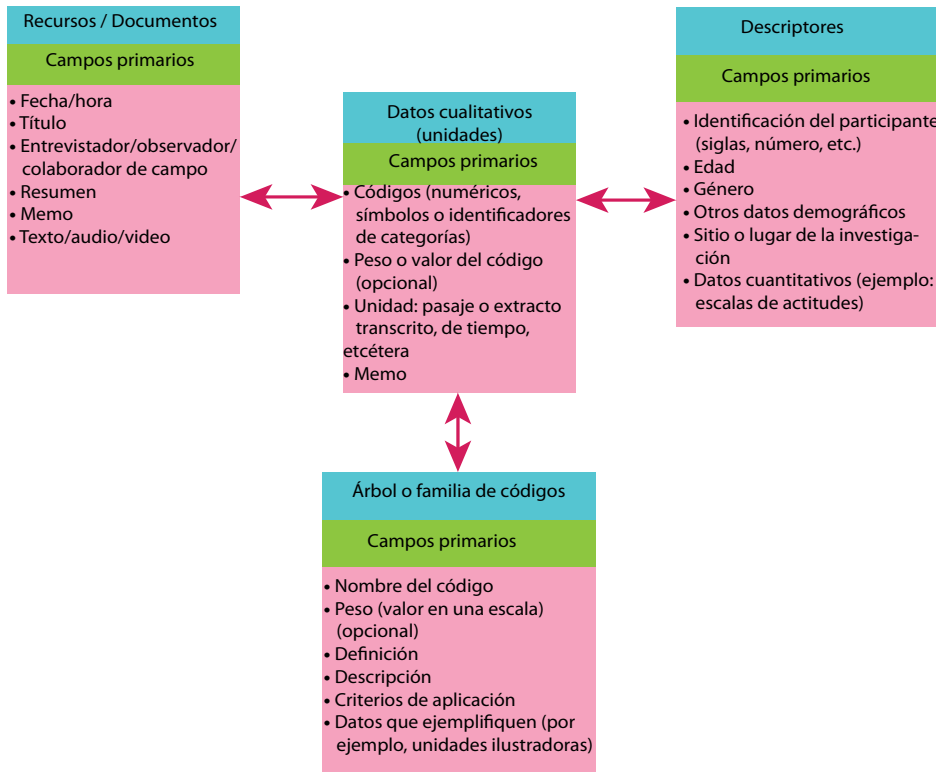 Recursos / Documentos
Campos primarios
• Fecha/hora
• Título
• Entrevistador/observador/
colaborador de campo
• Resumen
• Memo
• Texto/audio/video
Datos cualitativos
(unidades)
Campos primarios
• Códigos (numéricos,
símbolos o identificadores
de categorías)
• Peso o valor del código
(opcional)
• Unidad: pasaje o extracto
transcrito, de tiempo,
etcétera
• Memo
Descriptores
Campos primarios
• Identificación del participante
(siglas, número, etc.)
• Edad
• Género
• Otros datos demográficos
• Sitio o lugar de la investiga-
ción
• Datos cuantitativos (ejemplo:
escalas de actitudes)
Árbol o familia de códigos
Campos primarios
• Nombre del código
• Peso (valor en una escala)
(opcional)
• Definición
• Descripción
• Criterios de aplicación
• Datos que ejemplifiquen (por
ejemplo, unidades ilustradoras)